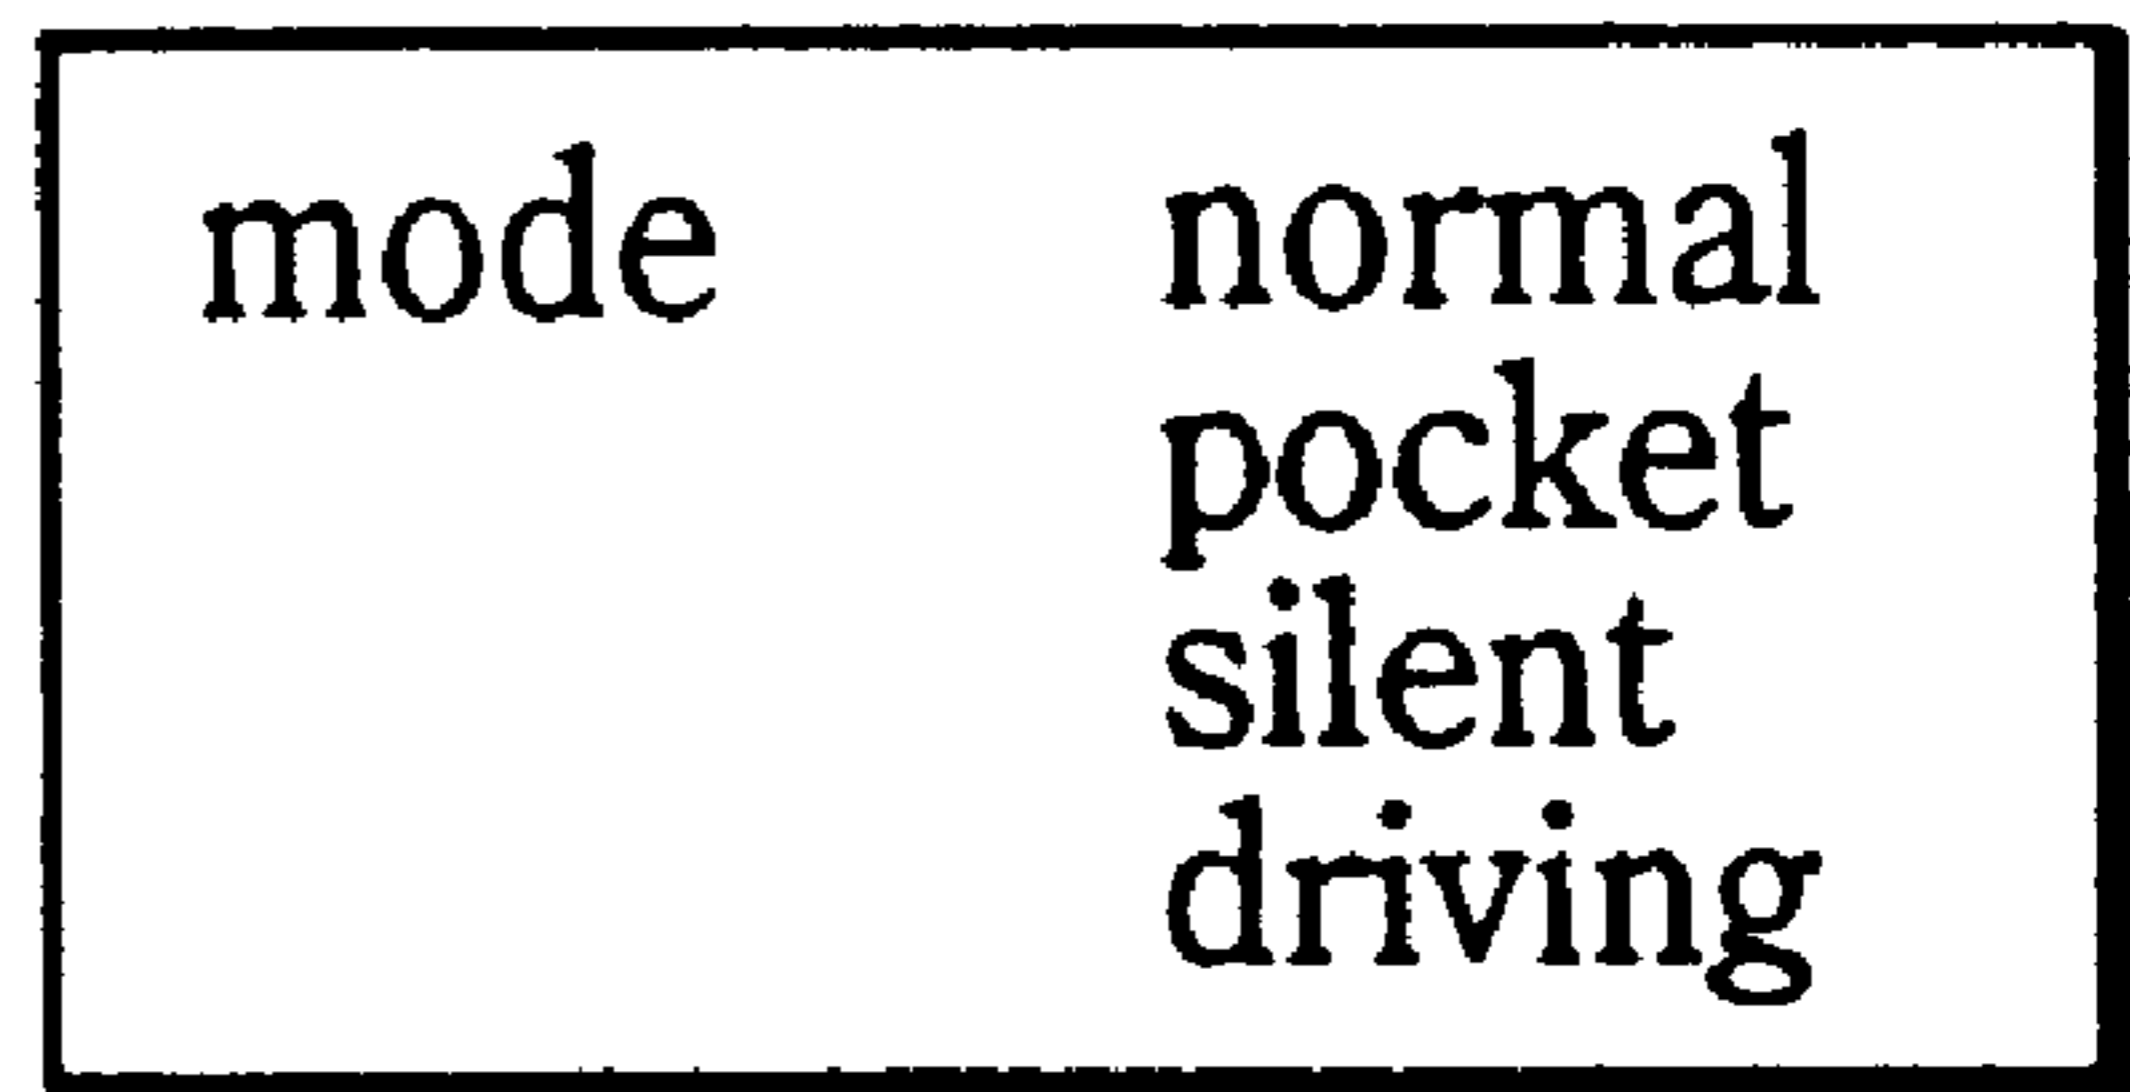 mode normal
pocket
silent
driving